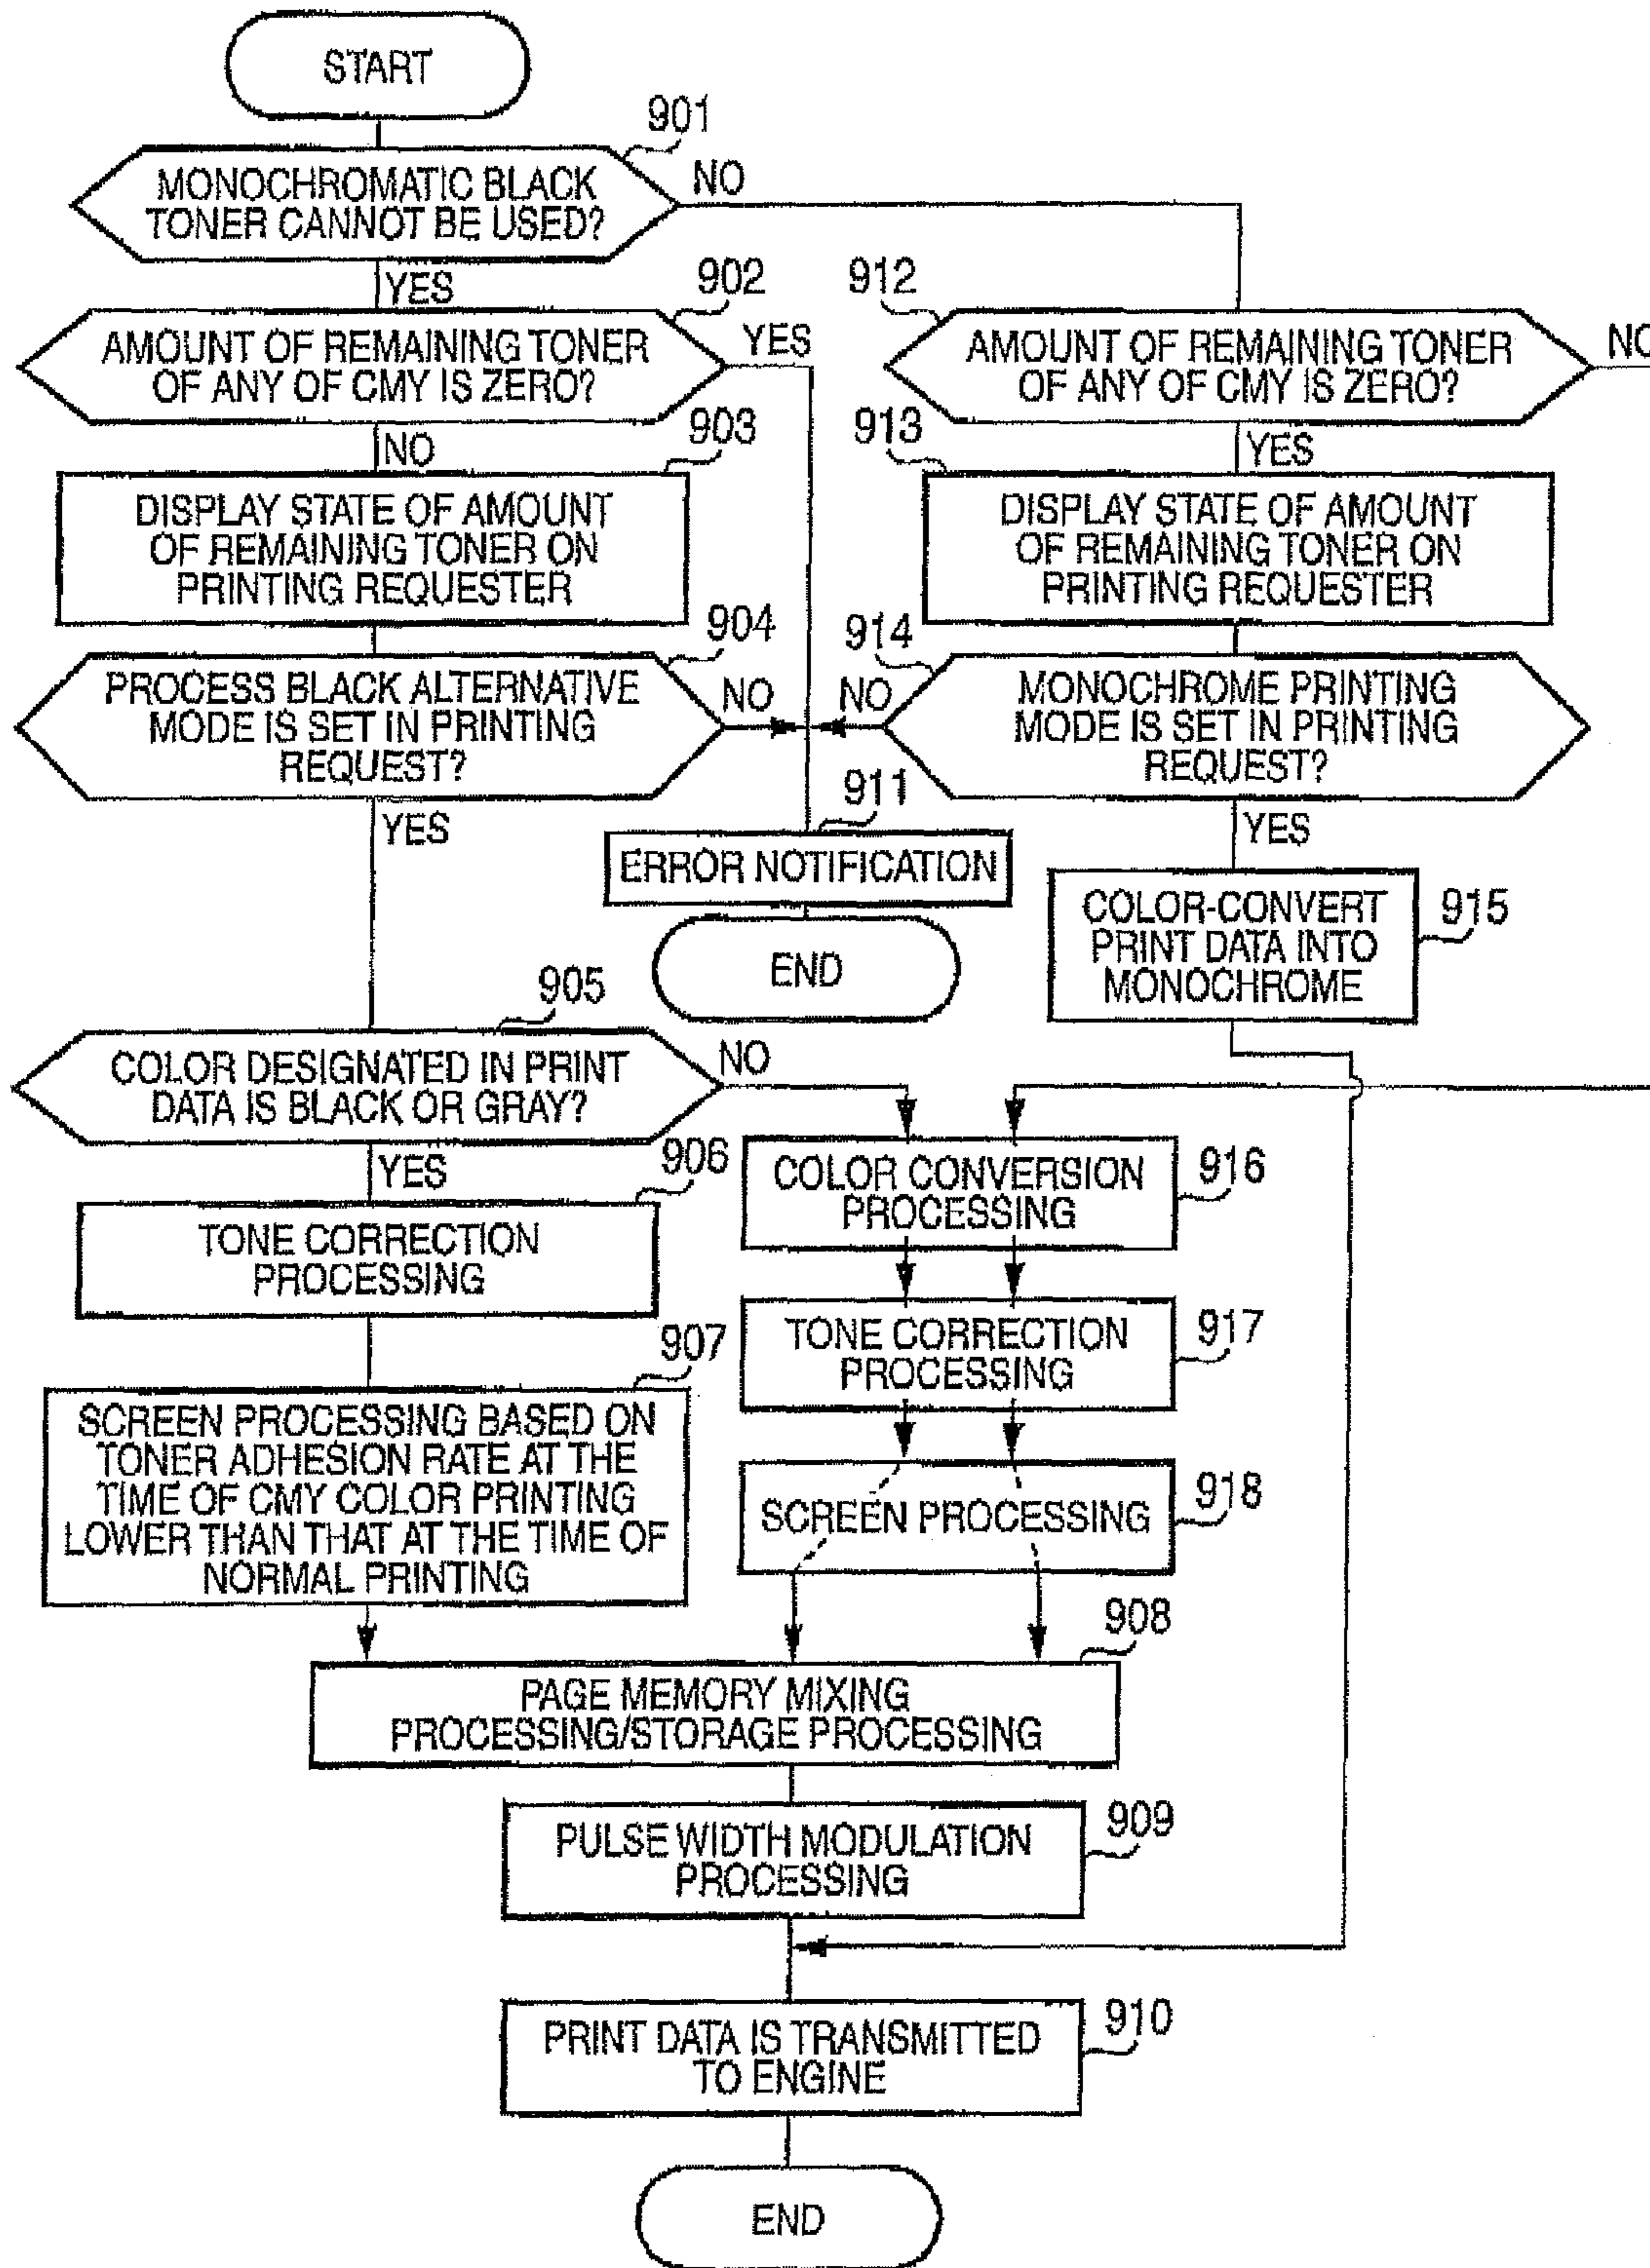 START
901
MONOCHROMATIC BLACK
TONER CANNOT BE USED?
NO
YES
902
AMOUNT OF REMAINING TONER
OF ANY OF CMY IS ZERO?
YES
NO
912
AMOUNT OF REMAINING TONER
OF ANY OF CMY IS ZERO?
NO
YES
903
DISPLAY STATE OF AMOUNT
OF REMAINING TONER ON
PRINTING REQUESTER
913
DISPLAY STATE OF AMOUNT
OF REMAINING TONER ON
PRINTING REQUESTER
904
PROCESS BLACK ALTERNATIVE
MODE IS SET IN PRINTING
REQUEST?
NO
YES
914
MONOCHROME PRINTING
MODE IS SET IN PRINTING
REQUEST?
NO
YES
911
ERROR NOTIFICATION
END
915
COLOR-CONVERT
PRINT DATA INTO
MONOCHROME
905
COLOR DESIGNATED IN PRINT
DATA IS BLACK OR GRAY?
NO
YES
906
TONE CORRECTION
PROCESSING
916
COLOR CONVERSION
PROCESSING
907
SCREEN PROCESSING BASED ON
TONER ADHESION RATE AT THE
TIME OF CMY COLOR PRINTING
LOWER THAN THAT AT THE TIME OF
NORMAL PRINTING
917
TONE CORRECTION
PROCESSING
918
SCREEN PROCESSING
908
PAGE MEMORY MIXING
PROCESSING/STORAGE PROCESSING
909
PULSE WIDTH MODULATION
PROCESSING
910
PRINT DATA IS TRANSMITTED
TO ENGINE
END